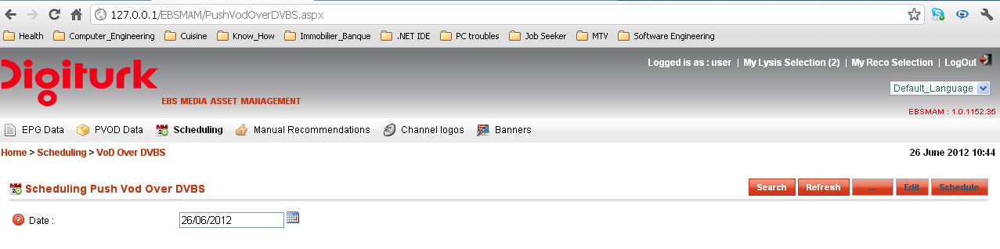 127.0.0.1/EBSMAM/PushVodOverDVBS.aspx
Health Computer_Engineering Cuisine Know_How Immobilier_Banque .NET IDE PC troubles Job Seeker MTV Software Engineering
Logged is as : user | My Lysis Selection (2) | My Reco Selection | LogOut
Digiturk
EBS MEDIA ASSET MANAGEMENT
Default_Language
EBSMAM : 1.0.1152.35
EPG Data PVOD Data Scheduling Manual Recommendations Channel logos Banners
Home > Scheduling > VoD Over DVBS 26 June 2012 10:44
Scheduling Push Vod Over DVBS Search Refresh ... Edit Schedule
Date : 26/06/2012